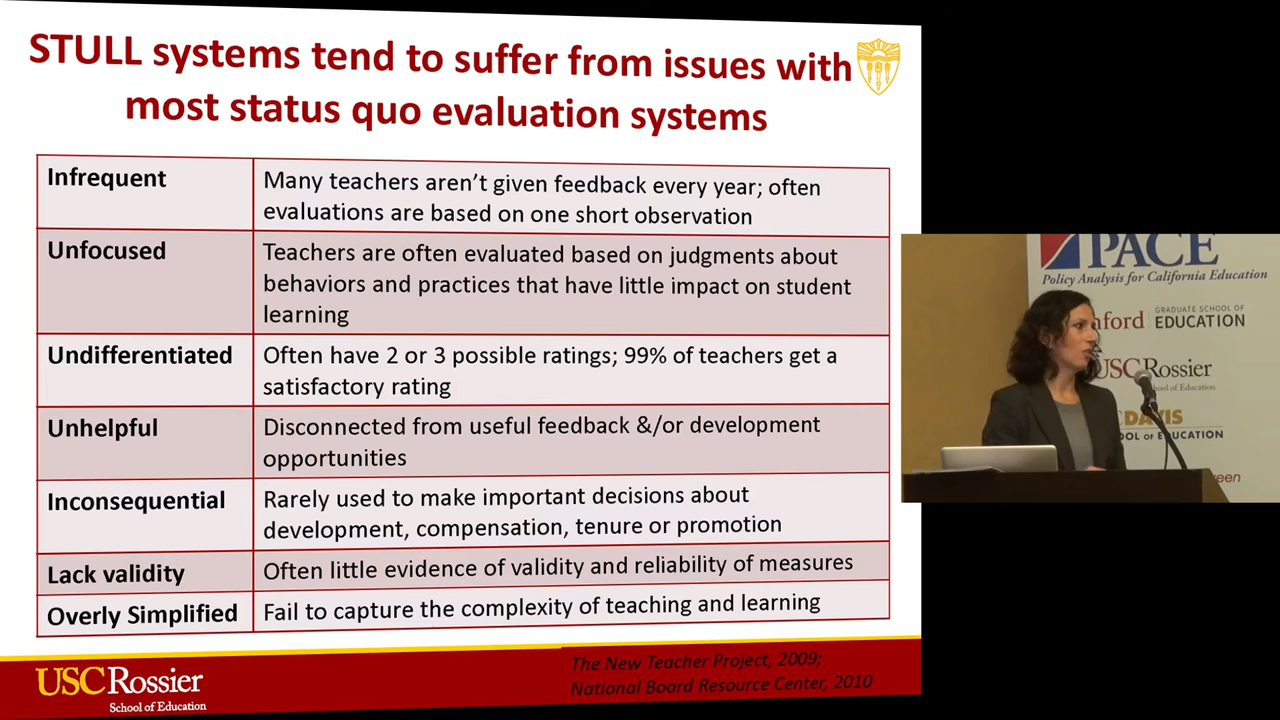 STULL systems tend to suffer from issues with
most status quo evaluation systems
Infrequent
Many teachers aren't given feedback every year; often
evaluations are based on one short observation
Unfocused
Teachers are often evaluated based on judgments about
behaviors and practices that have little impact on student
learning
Undifferentiated
Often have 2 or 3 possible ratings; 99% of teachers get a
satisfactory rating
Unhelpful
Disconnected from useful feedback &/or development
opportunities
Inconsequential
Rarely used to make important decisions about
development, compensation, tenure or promotion
Lack validity
Often little evidence of validity and reliability of measures
Overly Simplified
Fail to capture the complexity of teaching and learning
The New Teacher Project, 2009;
National Board Resource Center, 2010
USC Rossier
School of Education
PACE
Policy Analysis for California Education
GRADUATE SCHOOL OF
EDUCATION
USC Rossier
School of Education
DAVIS
OF EDUCATION